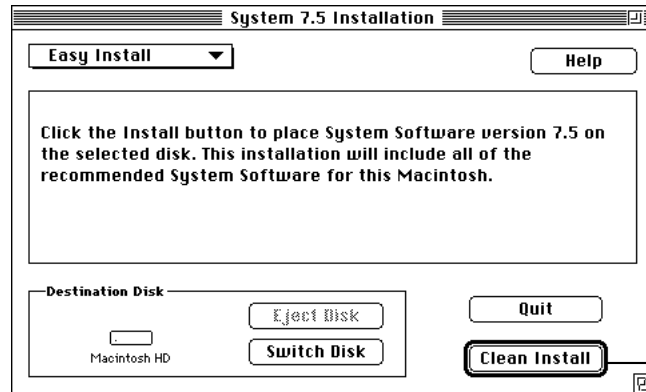 System 7.5 Installation
Easy Install
Help
Click the Install button to place System Software version 7.5 on
the selected disk. This installation will include all of the
recommended System Software for this Macintosh.
Destination Disk
Eject Disk
Quit
Macintosh HD
Switch Disk
Clean Install